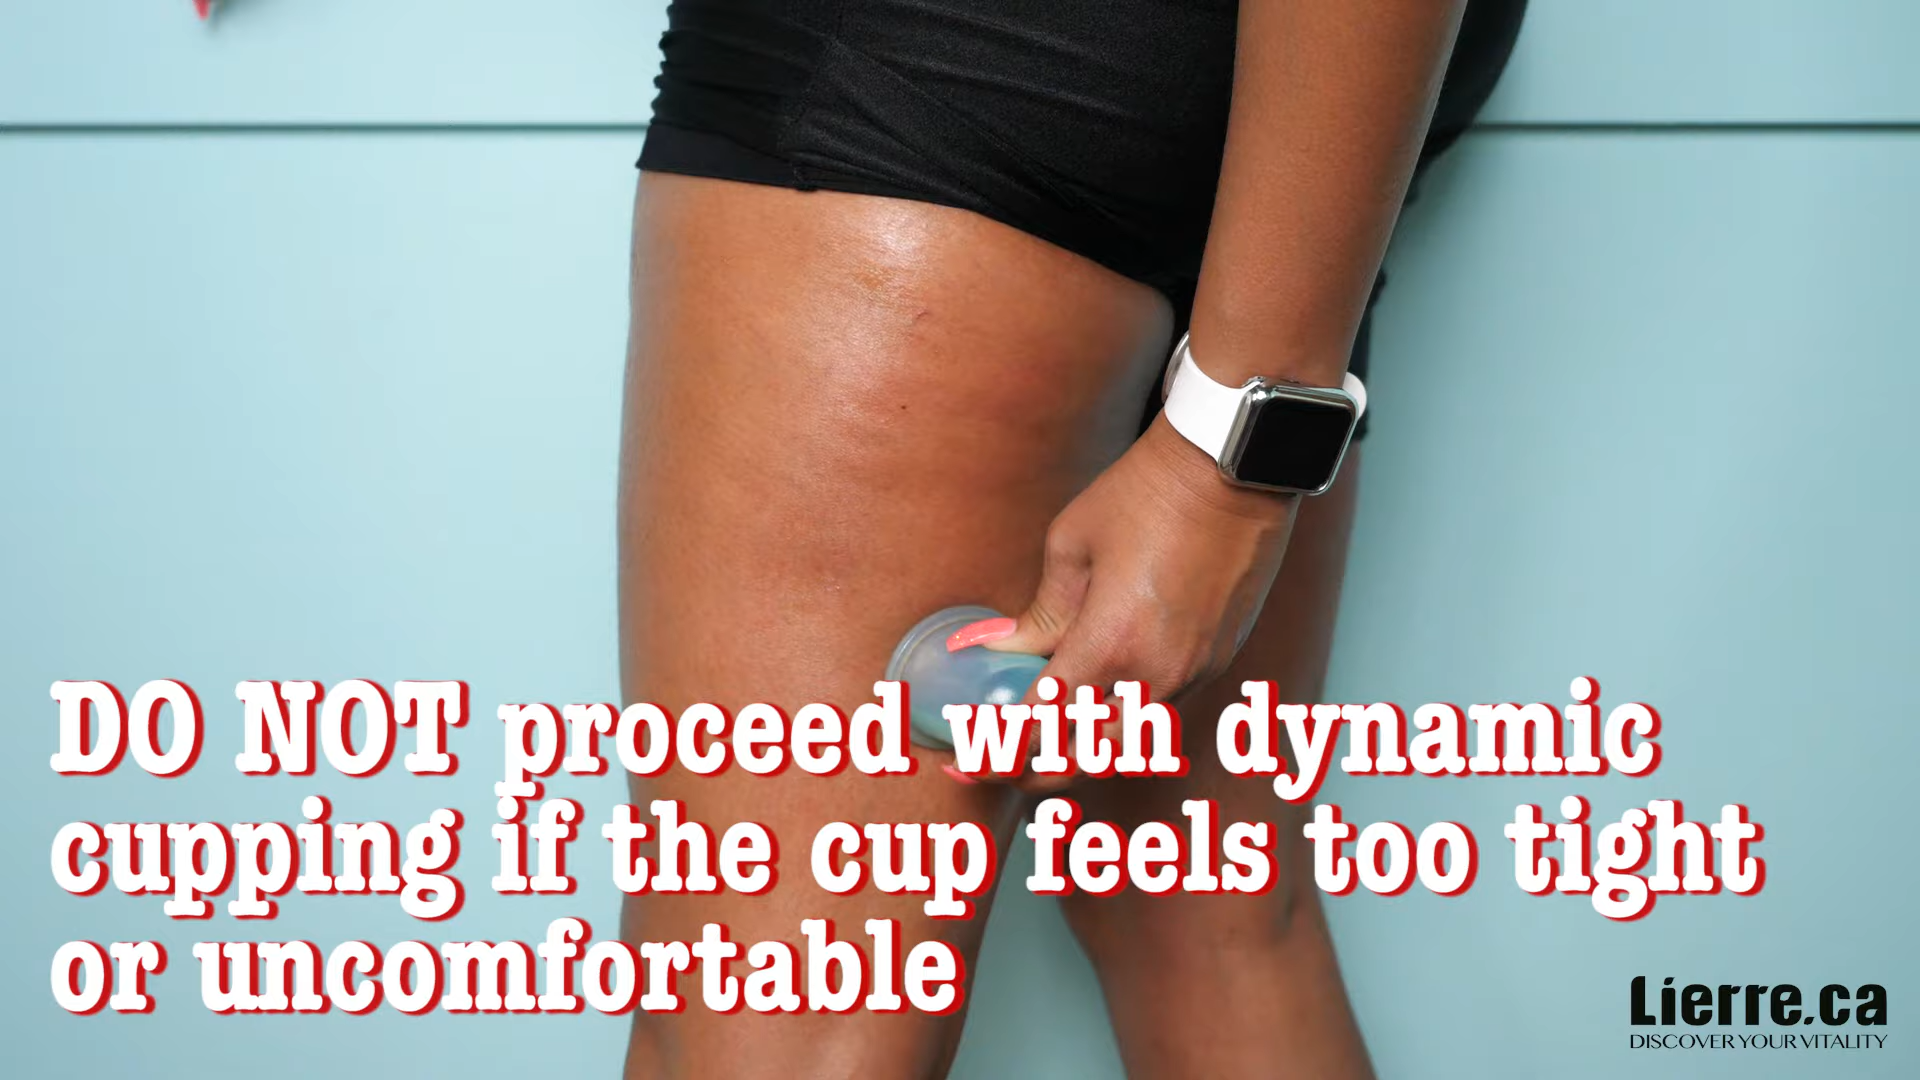 DO NOT proceed with dynamic
cupping if the cup feels too tight
or uncomfortable
Lierre.ca
DISCOVER YOUR VITALITY